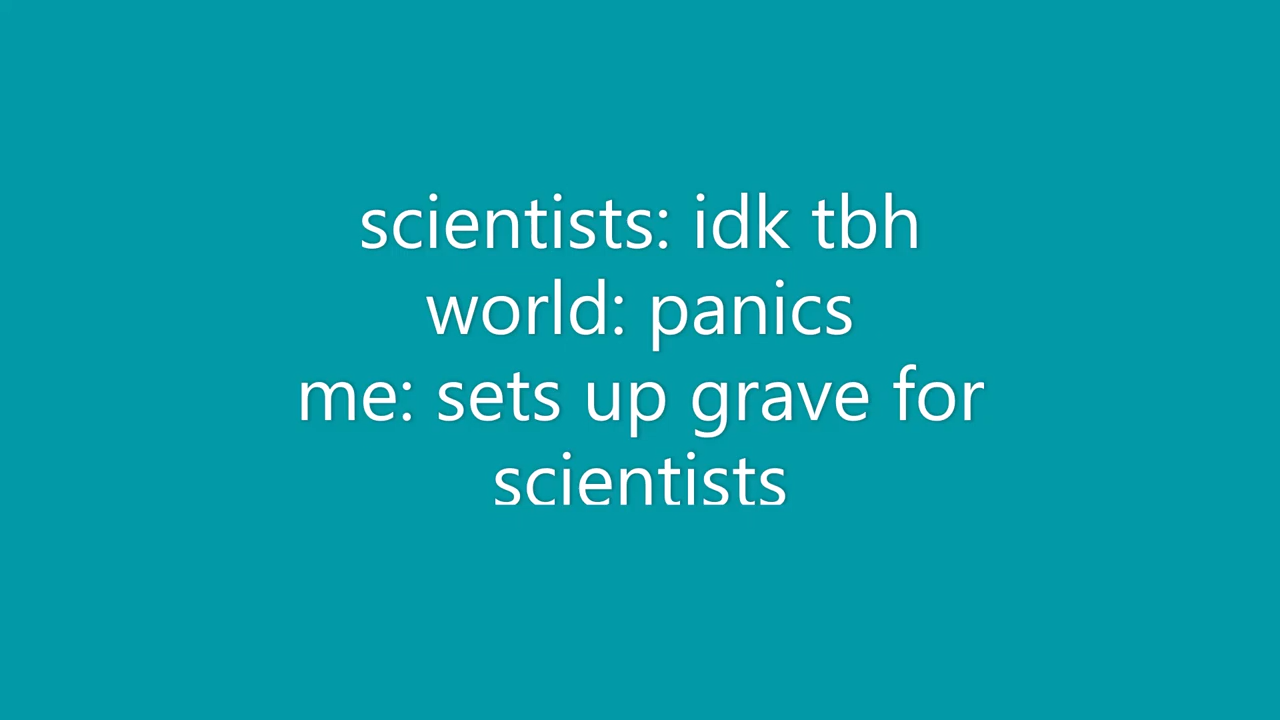 scientists: idk tbh
world: panics
me: sets up grave for
scientists